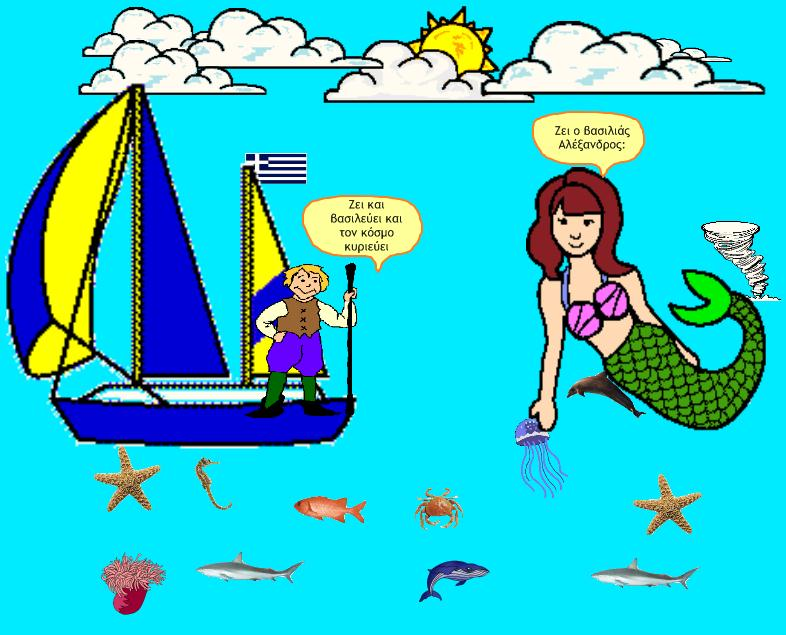 Ζει ο βασιλιάς
Αλέξανδρος:
Ζει και
βασιλεύει και
τον κόσμο
κυριεύει